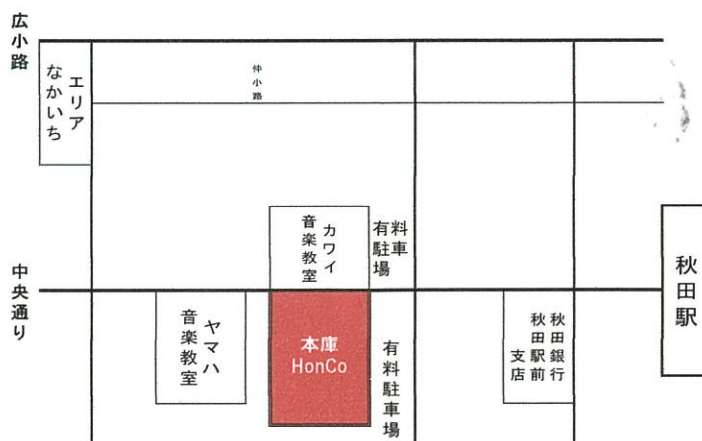 広小路
エリア
なかいち
仲小路
カワイ
音楽教室
有料
駐車場
中央通り
ヤマハ
音楽教室
本庫
HonCo
有料駐車場
秋田銀行
秋田駅前
支店
秋田駅